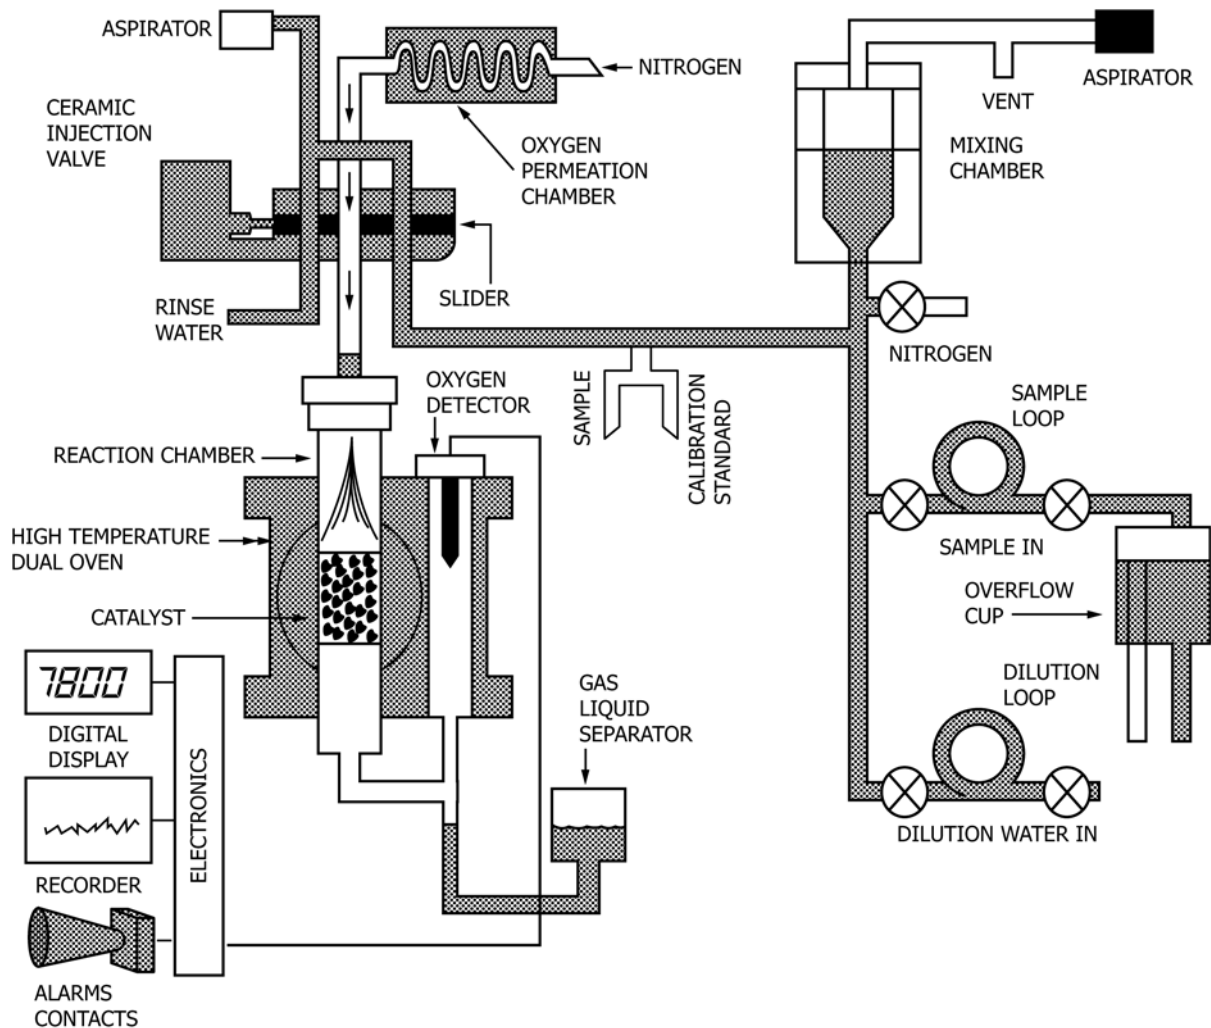 ASPIRATOR
NITROGEN
ASPIRATOR
VENT
CERAMIC
INJECTION
VALVE
OXYGEN
PERMEATION
CHAMBER
MIXING
CHAMBER
SLIDER
RINSE
WATER
NITROGEN
OXYGEN
DETECTOR
SAMPLE
CALIBRATION
STANDARD
SAMPLE
LOOP
REACTION CHAMBER
HIGH TEMPERATURE
DUAL OVEN
SAMPLE IN
OVERFLOW
CUP
CATALYST
7800
DIGITAL
DISPLAY
GAS
LIQUID
SEPARATOR
DILUTION
LOOP
ELECTRONICS
DILUTION WATER IN
RECORDER
ALARMS
CONTACTS